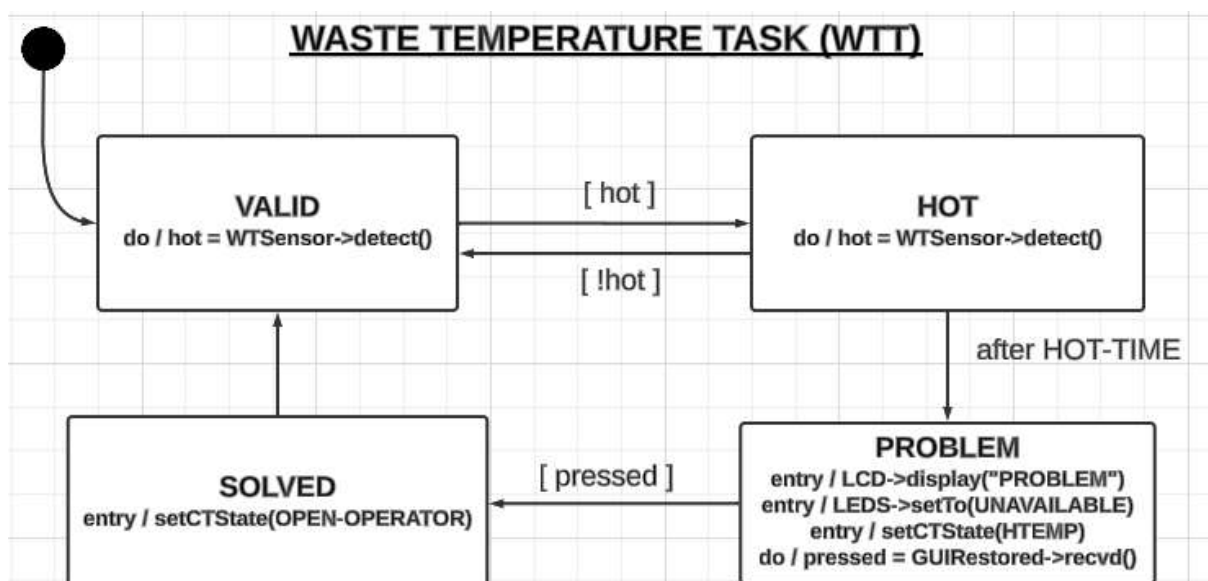 WASTE TEMPERATURE TASK (WTT)
VALID
do / hot = WTSensor->detect()
[ hot ]
[ !hot ]
HOT
do / hot = WTSensor->detect()
after HOT-TIME
SOLVED
entry / setCTState(OPEN-OPERATOR)
[ pressed ]
PROBLEM
entry / LCD->display("PROBLEM")
entry / LEDS->setTo(UNAVAILABLE)
entry / setCTState(HTEMP)
do / pressed = GUIRestored->recvd()